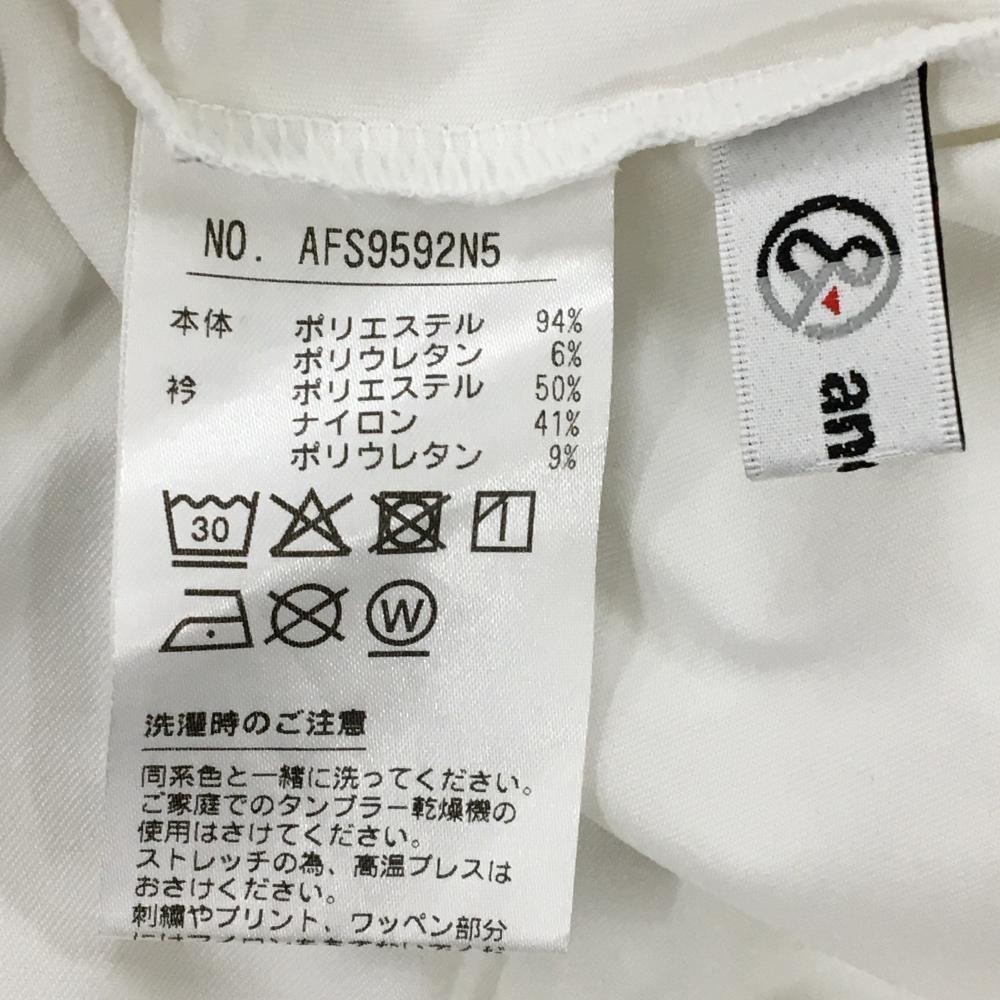 NO. AFS9592N5
本体 ポリエステル 94%
ポリウレタン 6%
衿 ポリエステル 50%
ナイロン 41%
ポリウレタン 9%
30
W
洗濯時のご注意
同系色と一緒に洗ってください。
ご家庭でのタンブラー乾燥機の
使用はさけてください。
ストレッチの為、高温プレスは
おさけください。
刺繍やプリント、ワッペン部分
an